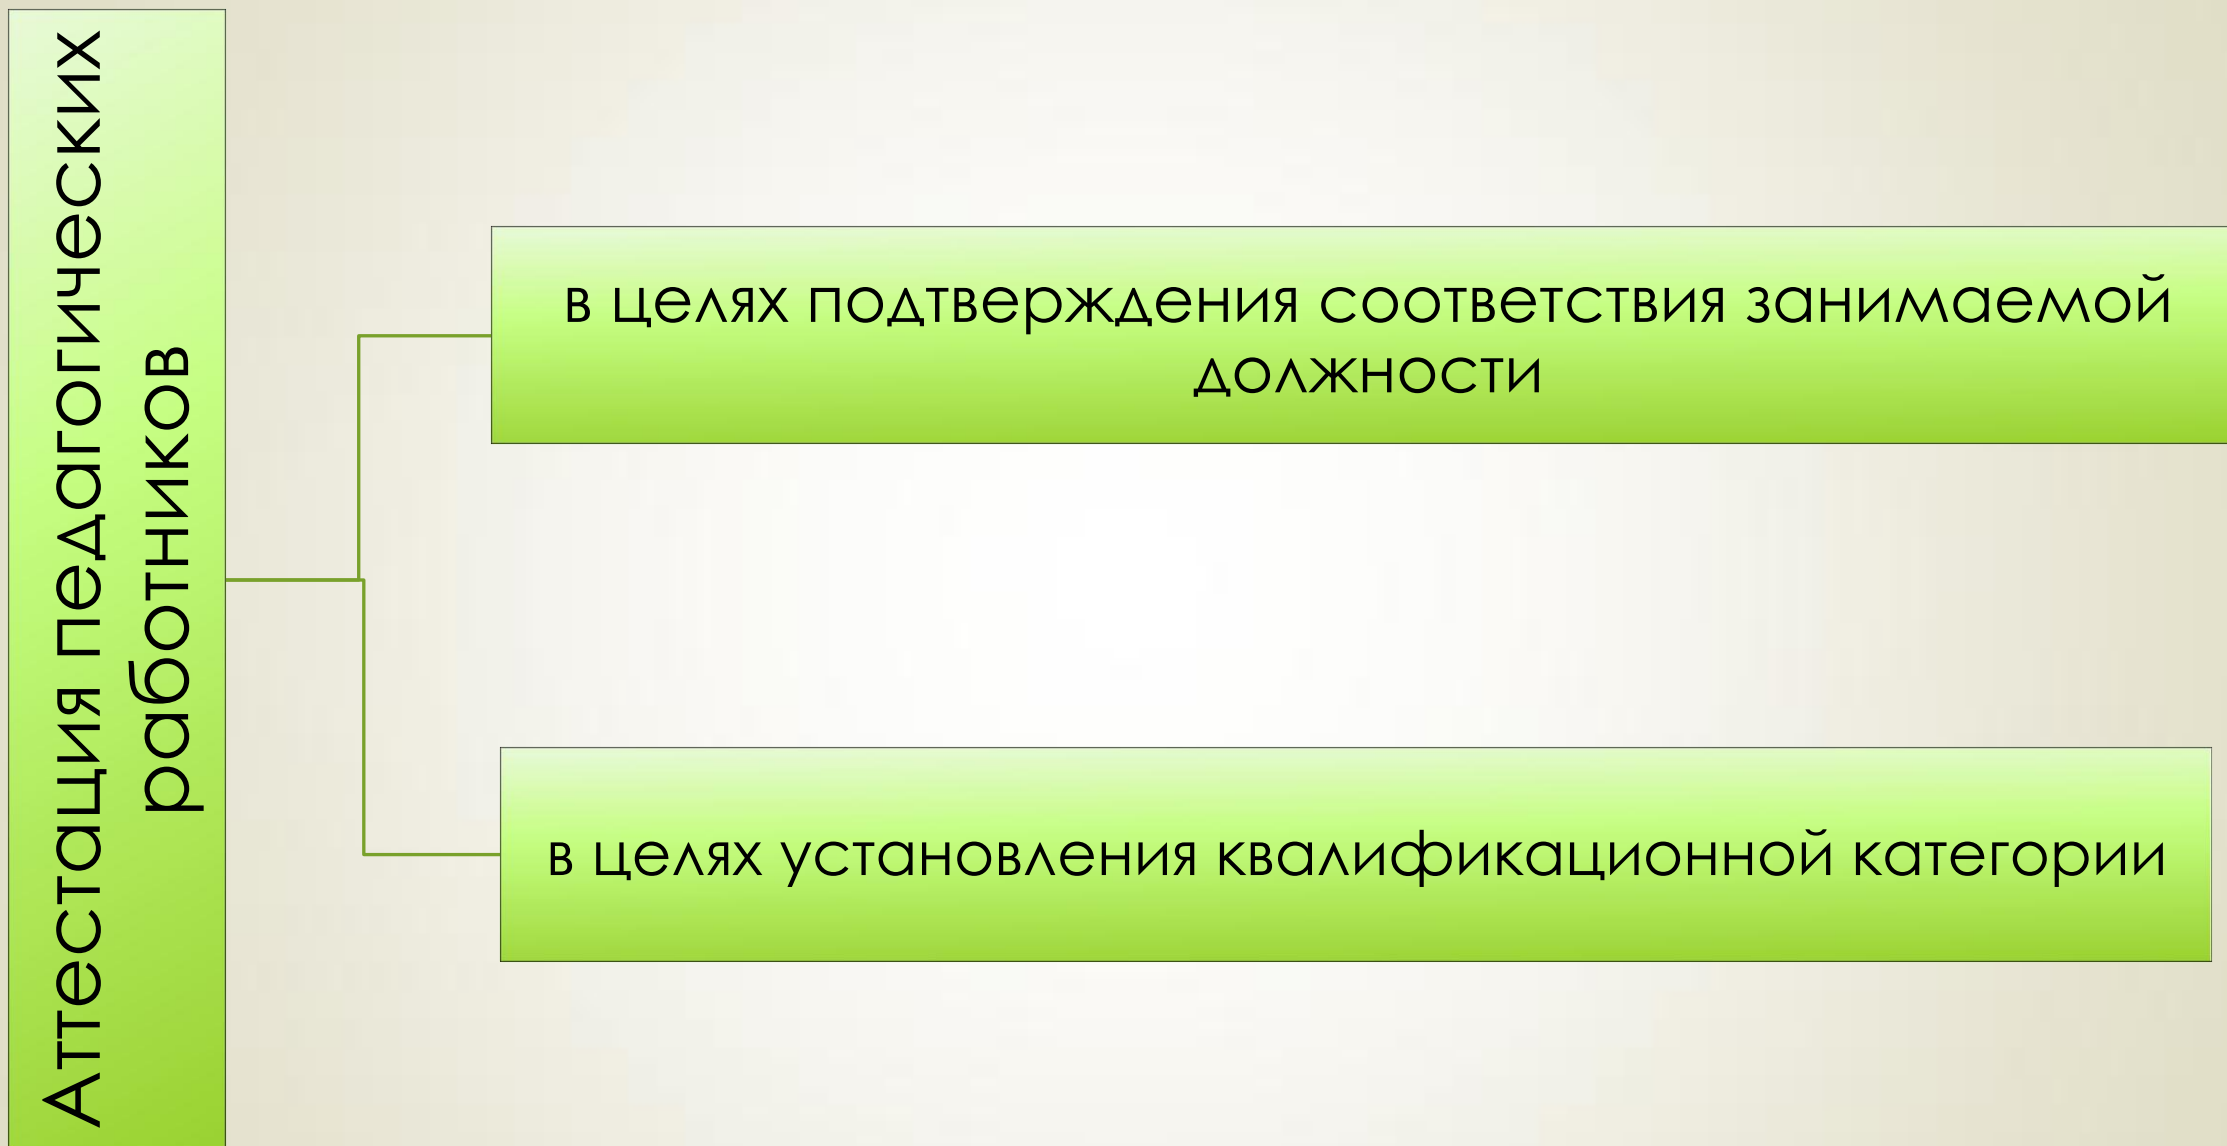 Аттестация педагогических
работников
в целях подтверждения соответствия занимаемой
должности
в целях установления квалификационной категории